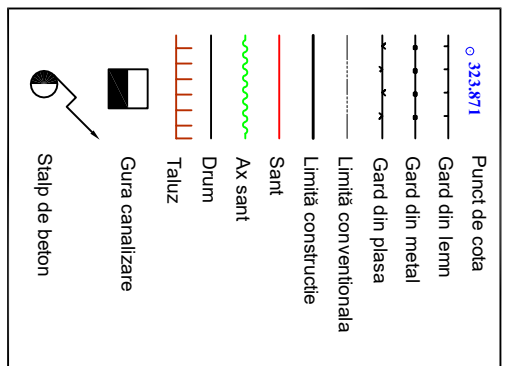 323.871 Punct de cota
Gard din lemn
Gard din metal
Gard din plasa
Limită conventionala
Limită constructie
Sant
Ax sant
Drum
Taluz
Gura canalizare
Stalp de beton